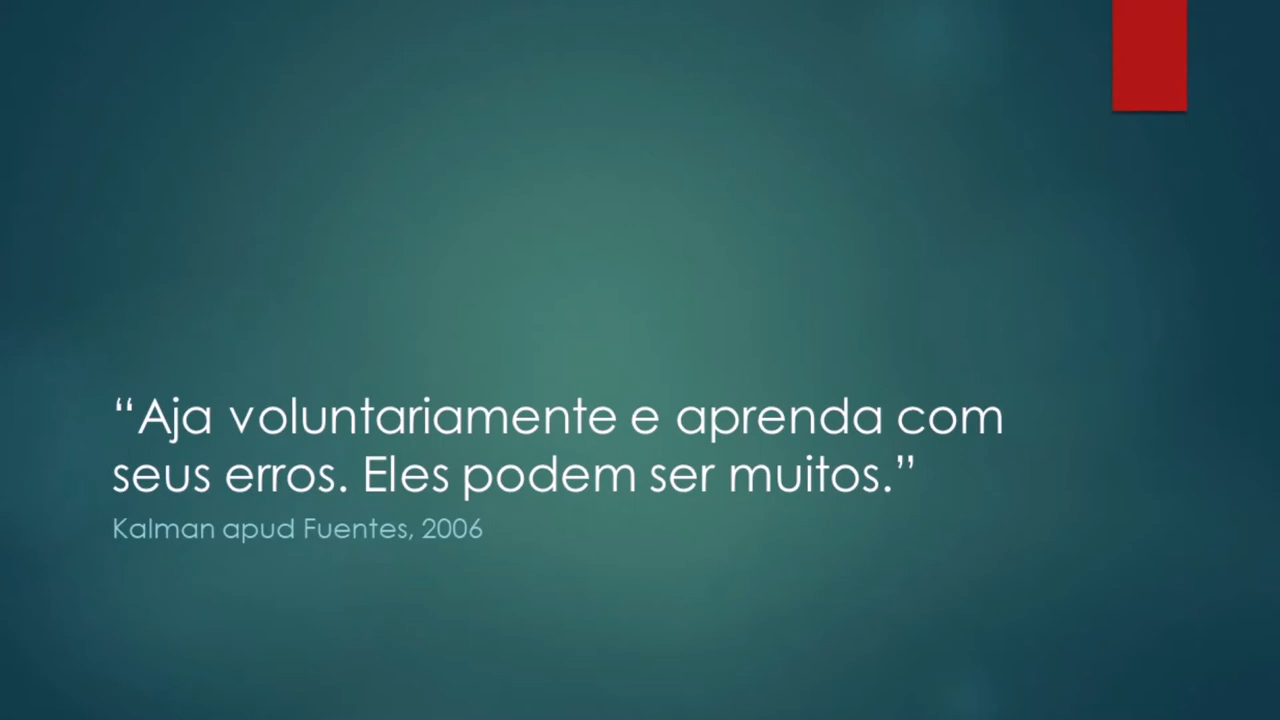 “Aja voluntariamente e aprenda com
seus erros. Eles podem ser muitos.”
Kalman apud Fuentes, 2006